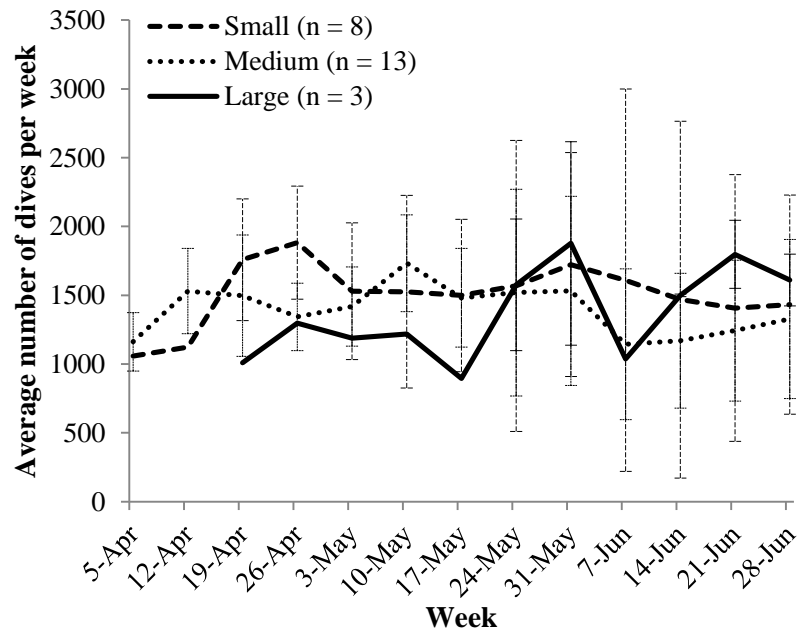 Average number of dives per week
3500
3000
2500
2000
1500
1000
500
0
Small (n = 8)
Medium (n = 13)
Large (n = 3)
5-Apr
12-Apr
19-Apr
26-Apr
3-May
10-May
17-May
24-May
31-May
7-Jun
14-Jun
21-Jun
28-Jun
Week